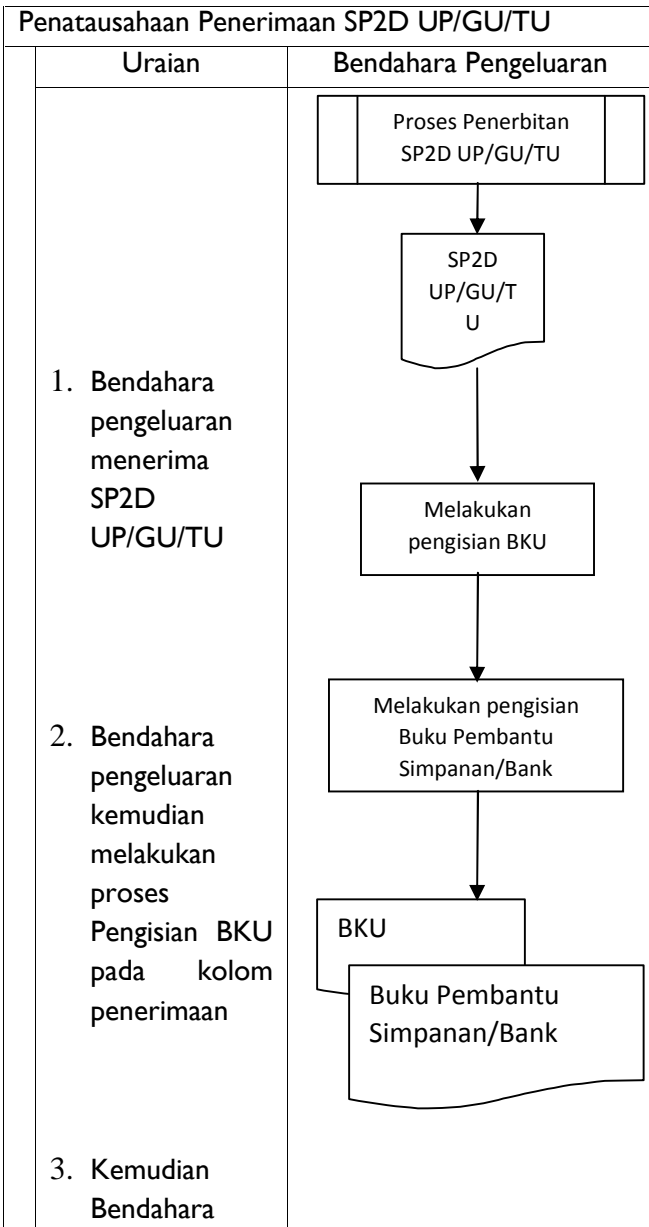 Penatausahaan Penerimaan SP2D UP/GU/TU
Uraian
Bendahara Pengeluaran
1. Bendahara
pengeluaran
menerima
SP2D
UP/GU/TU
2. Bendahara
pengeluaran
kemudian
melakukan
proses
Pengisian BKU
pada kolom
penerimaan
3. Kemudian
Bendahara
Proses Penerbitan
SP2D UP/GU/TU
SP2D
UP/GU/T
U
Melakukan
pengisian BKU
Melakukan pengisian
Buku Pembantu
Simpanan/Bank
BKU
Buku Pembantu
Simpanan/Bank